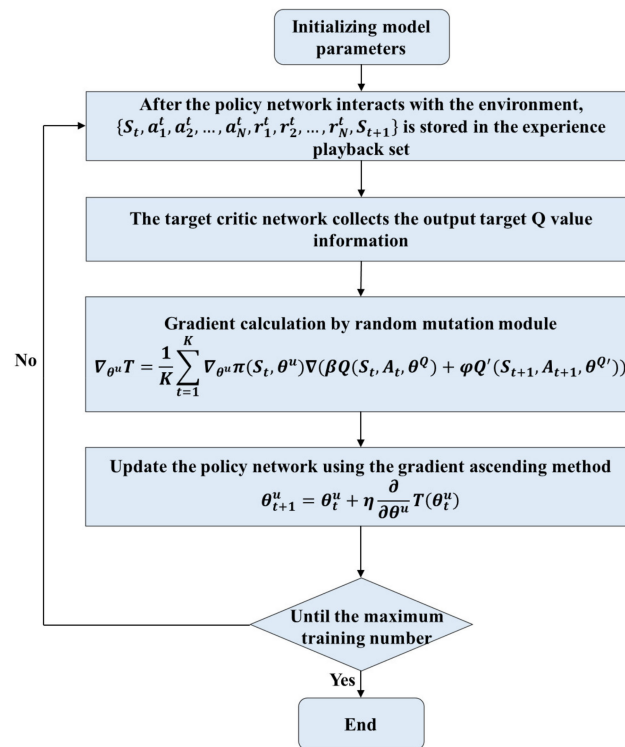 Initializing model
parameters
After the policy network interacts with the environment,
{S_t, a_1^t, a_2^t, …, a_N^t, r_1^t, r_2^t, …, r_N^t, S_{t+1}} is stored in the experience
playback set
The target critic network collects the output target Q value
information
Gradient calculation by random mutation module
∇_{θ^u} T = 1/K ∑_{t=1}^{K} ∇_{θ^u} π(S_t, θ^u)∇(βQ(S_t, A_t, θ^Q) + φQ′(S_{t+1}, A_{t+1}, θ^{Q′}))
No
Update the policy network using the gradient ascending method
θ_{t+1}^u = θ_t^u + η ∂/∂θ^u T(θ_t^u)
Until the maximum
training number
Yes
End